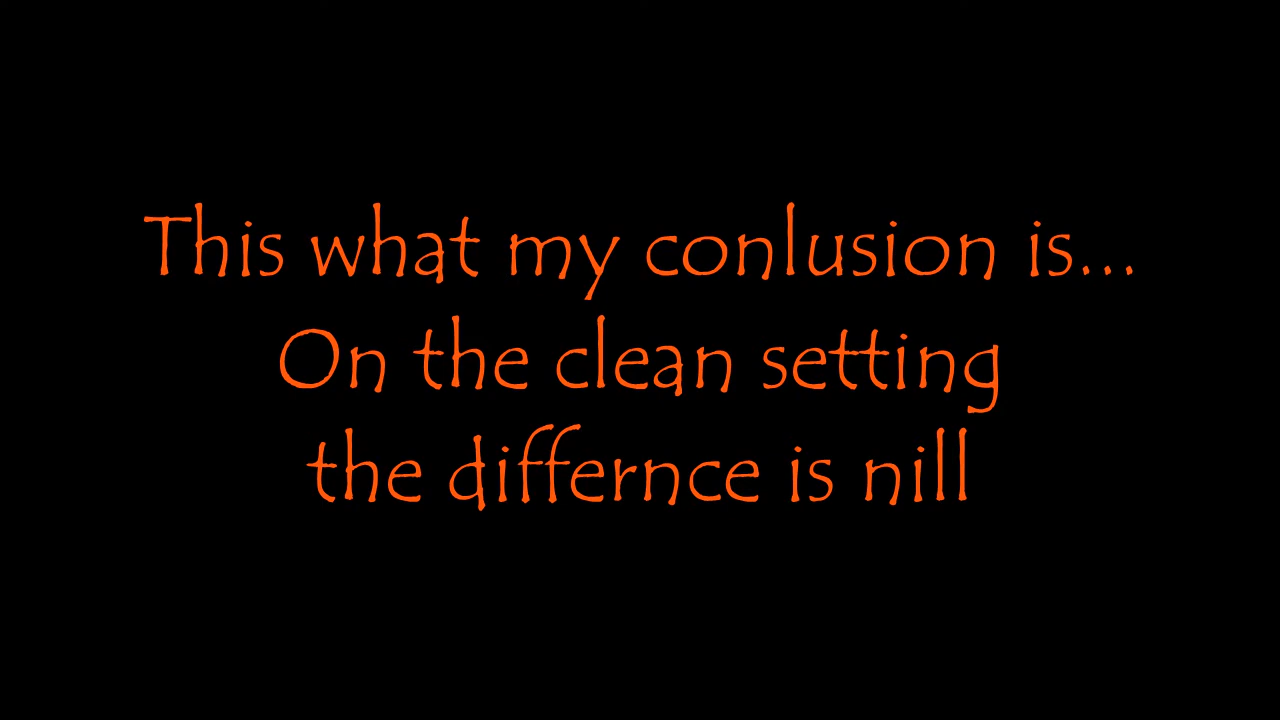 This what my conlusion is...
On the clean setting
the differnce is nill